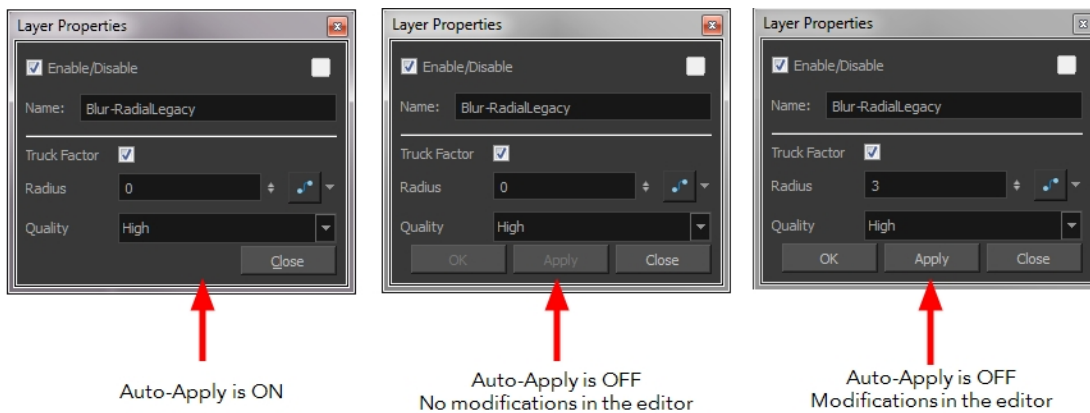 Layer Properties
Enable/Disable
Name: Blur-RadialLegacy
Truck Factor
Radius 0
Quality High
Close
Auto-Apply is ON
Layer Properties
Enable/Disable
Name: Blur-RadialLegacy
Truck Factor
Radius 0
Quality High
OK Apply Close
Auto-Apply is OFF
No modifications in the editor
Layer Properties
Enable/Disable
Name: Blur-RadialLegacy
Truck Factor
Radius 3
Quality High
OK Apply Close
Auto-Apply is OFF
Modifications in the editor